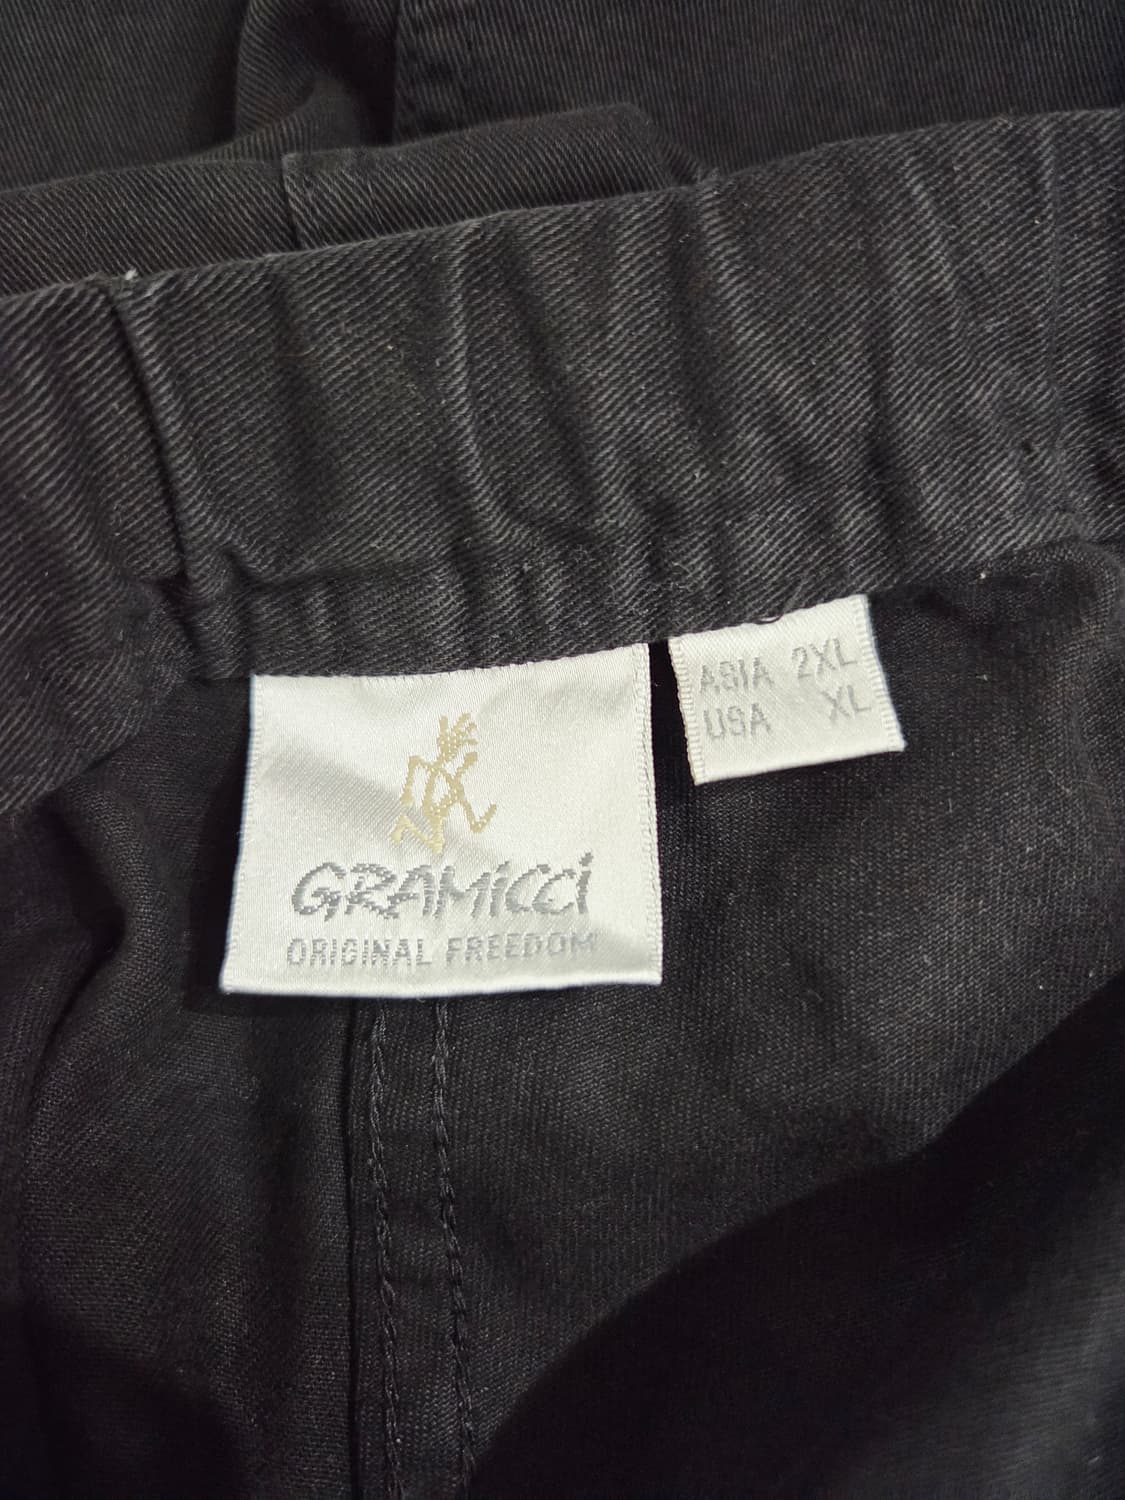 GRAMiCCi
ORIGINAL FREEDOM
ASIA 2XL
USA XL